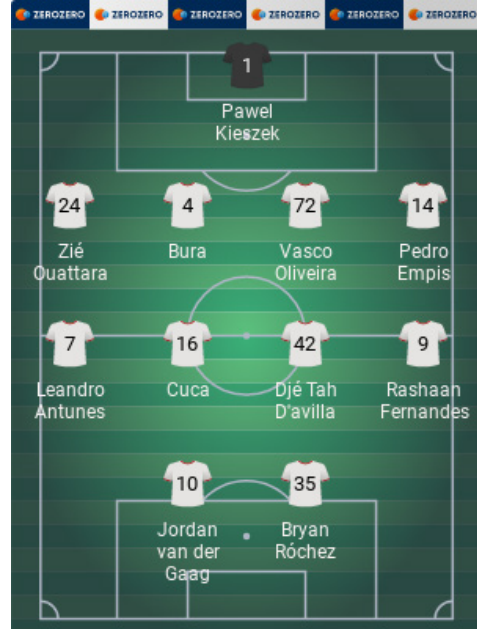 ZEROZERO ZEROZERO ZEROZERO ZEROZERO ZEROZERO ZEROZERO
1
Pawel
Kieszek
24 4 72 14
Zié
Ouattara
Bura
Vasco
Oliveira
Pedro
Empis
7 16 42 9
Leandro
Antunes
Cuca
Djé Tah
D'avilla
Rashaan
Fernandes
10 35
Jordan
van der
Gaag
Bryan
Róchez